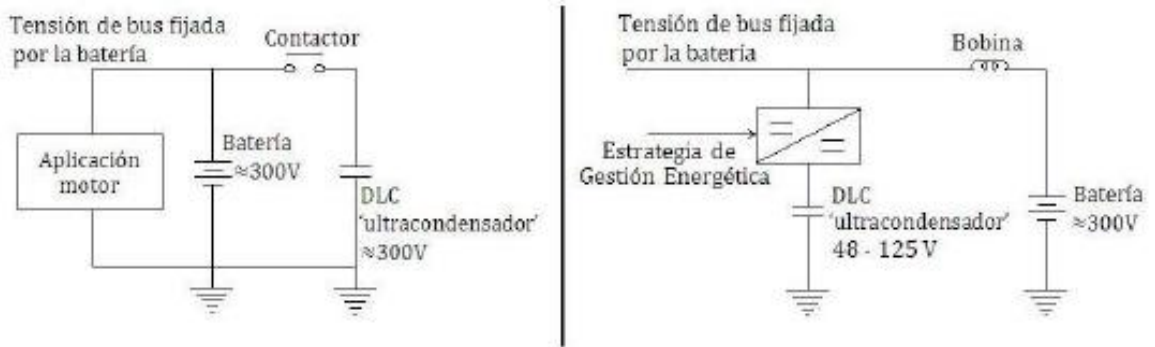 Tensión de bus fijada
por la batería
Contactor
Aplicación
motor
Batería
≈300V
DLC
'ultracondensador'
≈300V
Tensión de bus fijada
por la batería
Bobina
Estrategia de
Gestión Energética
DLC
'ultracondensador'
48 - 125 V
Batería
≈300V